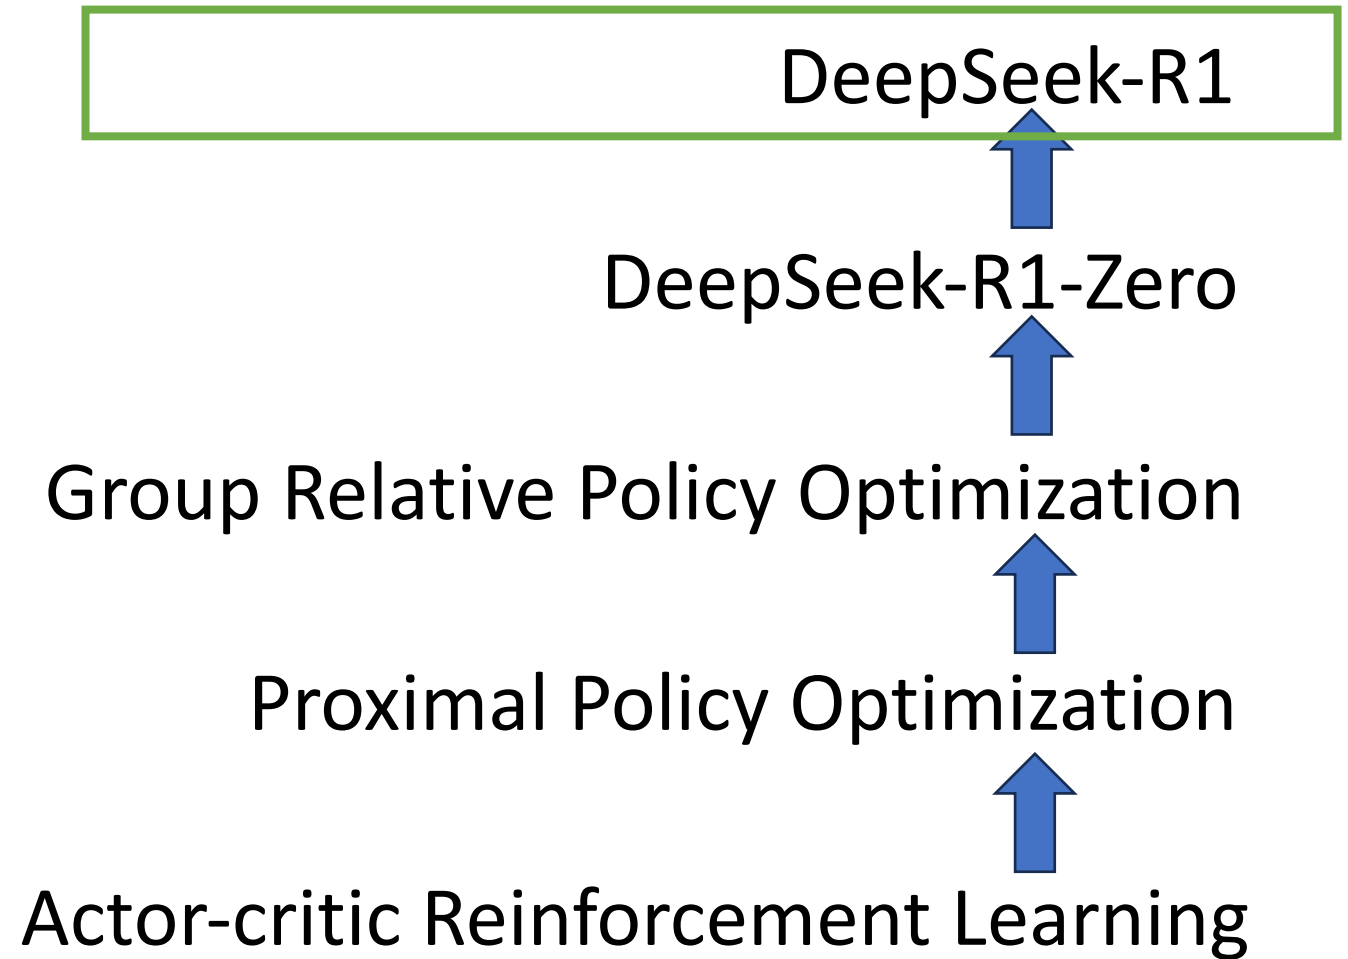 DeepSeek-R1
DeepSeek-R1-Zero
Group Relative Policy Optimization
Proximal Policy Optimization
Actor-critic Reinforcement Learning